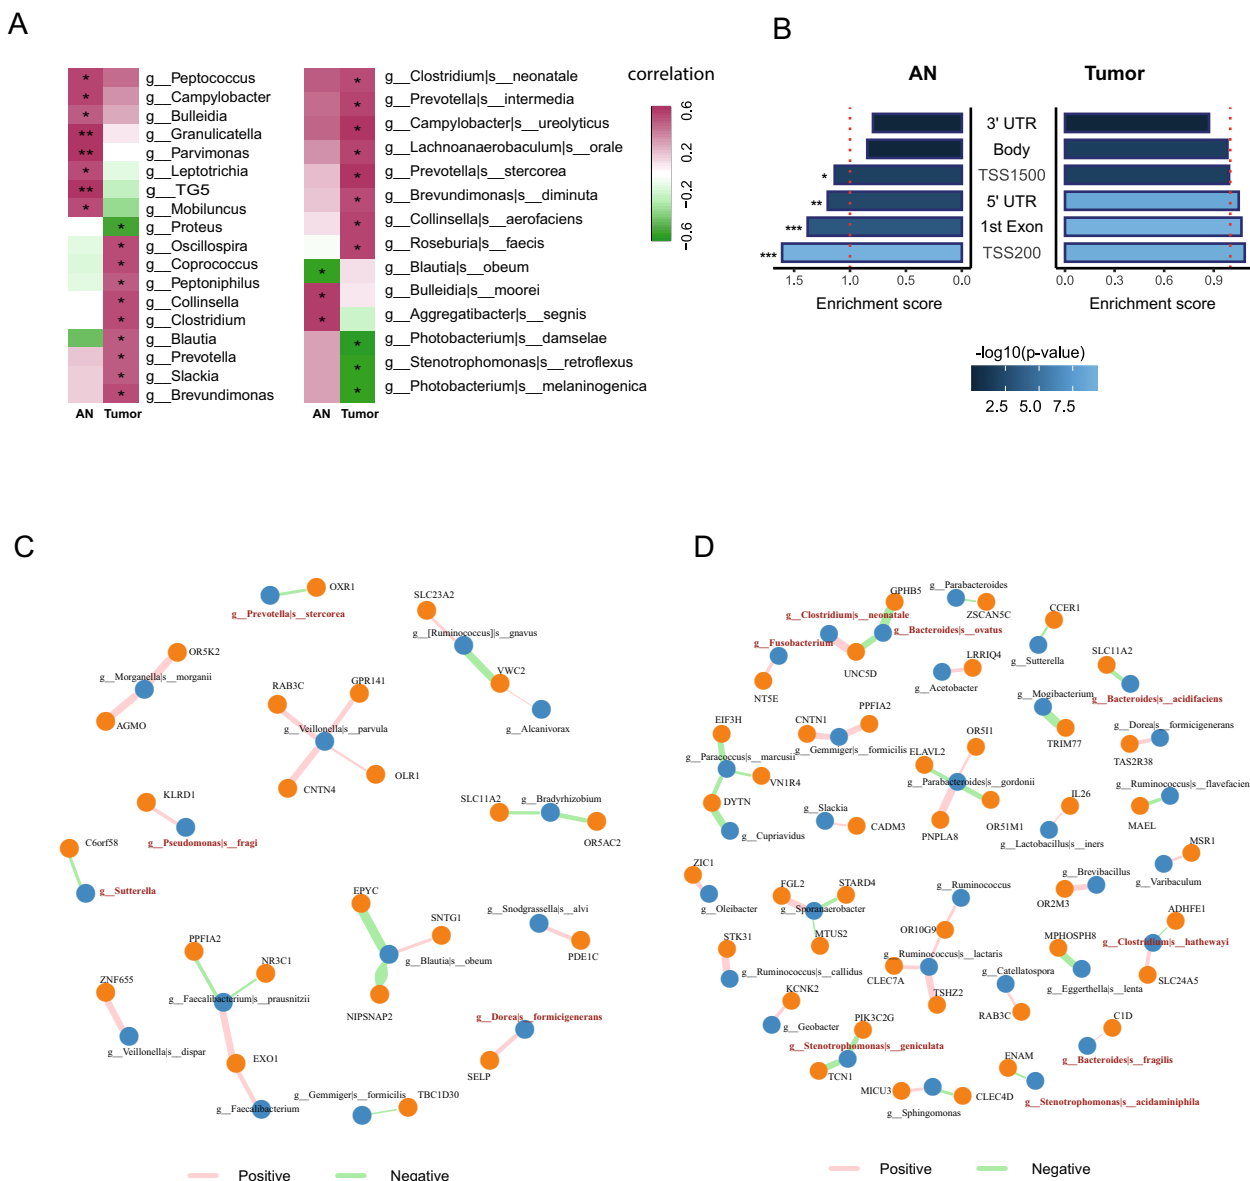 A
g__Peptococcus
g__Campylobacter
g__Bulleidia
g__Granulicatella
g__Parvimonas
g__Leptotrichia
g__TG5
g__Mobiluncus
g__Proteus
g__Oscillospira
g__Coprococcus
g__Peptoniphilus
g__Collinsella
g__Clostridium
g__Blautia
g__Prevotella
g__Slackia
g__Brevundimonas
AN Tumor
g__Clostridium|s__neonatale
g__Prevotella|s__intermedia
g__Campylobacter|s__ureolyticus
g__Lachnoanaerobaculum|s__orale
g__Prevotella|s__stercorea
g__Brevundimonas|s__diminuta
g__Collinsella|s__aerofaciens
g__Roseburia|s__faecis
g__Blautia|s__obeum
g__Bulleidia|s__moorei
g__Aggregatibacter|s__segnis
g__Photobacterium|s__damselae
g__Stenotrophomonas|s__retroflexus
g__Photobacterium|s__melaninogenica
AN Tumor
correlation
0.6
0.2
−0.2
−0.6
B
AN Tumor
3' UTR
Body
* TSS1500
** 5' UTR
*** 1st Exon
*** TSS200
1.5 1.0 0.5 0.0
Enrichment score
0.0 0.3 0.6 0.9
Enrichment score
-log10(p-value)
2.5 5.0 7.5
C
OXR1
g__Prevotella|s__stercorea
SLC23A2
g__[Ruminococcus]|s__gnavus
VWC2
g__Alcanivorax
OR5K2
g__Morganella|s__morganii
AGMO
RAB3C
GPR141
g__Veillonella|s__parvula
OLR1
CNTN4
KLRD1
g__Pseudomonas|s__fragi
SLC11A2
g__Bradyrhizobium
OR5AC2
C6orf58
g__Sutterella
EPYC
SNTG1
g__Blautia|s__obeum
NIPSNAP2
g__Snodgrassella|s__alvi
PDE1C
PPFIA2
NR3C1
g__Faecalibacterium|s__prausnitzii
EXO1
g__Faecalibacterium
ZNF655
g__Veillonella|s__dispar
g__Dorea|s__formicigenerans
SELP
g__Gemmiger|s__formicilis
TBC1D30
Positive Negative
D
GPHB5
g__Clostridium|s__neonatale
g__Bacteroides|s__ovatus
UNC5D
g__Parabacteroides
ZSCAN5C
CCER1
g__Sutterella
g__Fusobacterium
NT5E
LRRIQ4
g__Acetobacter
SLC11A2
g__Bacteroides|s__acidifaciens
g__Mogibacterium
TRIM77
g__Dorea|s__formicigenerans
TAS2R38
EIF3H
g__Paracoccus|s__marcusii
VN1R4
DYTN
g__Cupriavidus
CNTN1
PPFIA2
g__Gemmiger|s__formicilis
OR5I1
ELAVL2
g__Parabacteroides|s__gordonii
OR51M1
PNPLA8
g__Slackia
CADM3
IL26
g__Lactobacillus|s__iners
g__Ruminococcus|s__flavefacien
MAEL
MSR1
g__Varibaculum
ZIC1
g__Oleibacter
FGL2
STARD4
g__Sporanaerobacter
MTUS2
g__Ruminococcus
OR10G9
g__Ruminococcus|s__lactaris
CLEC7A
TSHZ2
g__Brevibacillus
OR2M3
ADHFE1
g__Clostridium|s__hathewayi
SLC24A5
STK31
g__Ruminococcus|s__callidus
MPHOSPH8
g__Eggerthella|s__lenta
g__Catellatospora
RAB3C
KCNK2
g__Geobacter
PIK3C2G
g__Stenotrophomonas|s__geniculata
TCN1
C1D
g__Bacteroides|s__fragilis
MICU3
CLEC4D
g__Sphingomonas
ENAM
g__Stenotrophomonas|s__acidaminiphila
Positive Negative